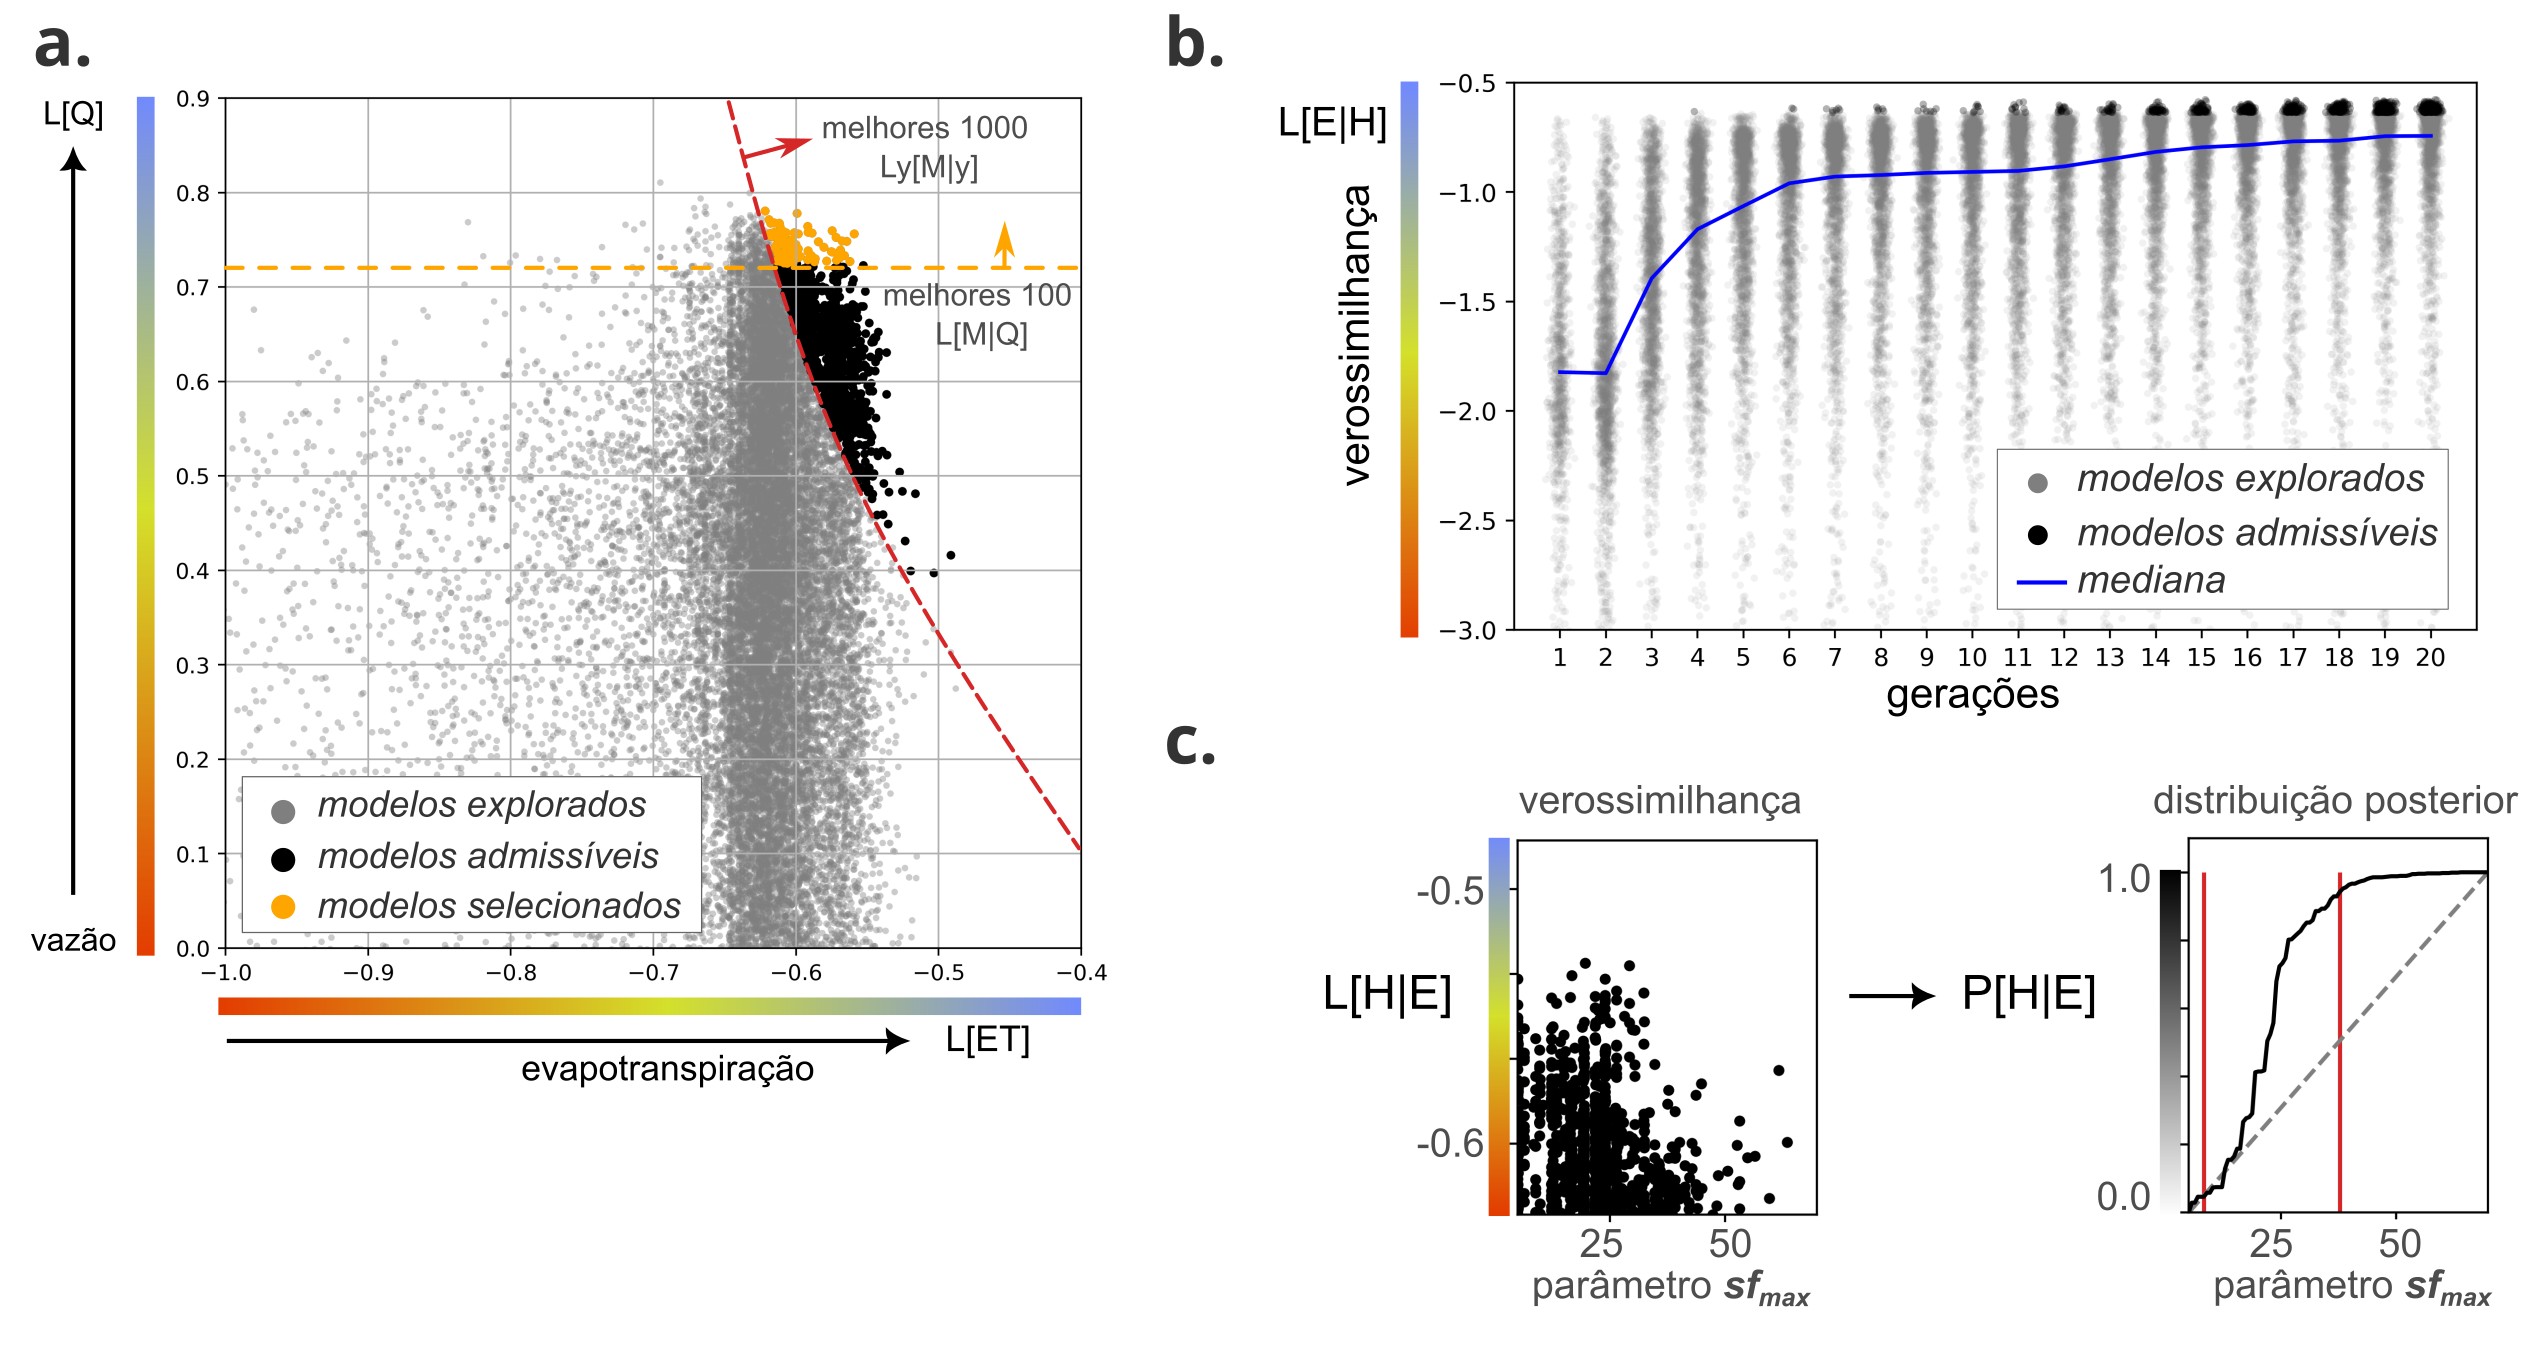 a.
L[Q]
vazão
0.9
0.8
0.7
0.6
0.5
0.4
0.3
0.2
0.1
0.0
melhores 1000
Ly[M|y]
melhores 100
L[M|Q]
modelos explorados
modelos admissíveis
modelos selecionados
−1.0 −0.9 −0.8 −0.7 −0.6 −0.5 −0.4
L[ET]
evapotranspiração
b.
L[E|H]
verossimilhança
−0.5
−1.0
−1.5
−2.0
−2.5
−3.0
modelos explorados
modelos admissíveis
mediana
1 2 3 4 5 6 7 8 9 10 11 12 13 14 15 16 17 18 19 20
gerações
c.
verossimilhança
L[H|E]
-0.5
-0.6
25 50
parâmetro sfmax
distribuição posterior
P[H|E]
1.0
0.0
25 50
parâmetro sfmax